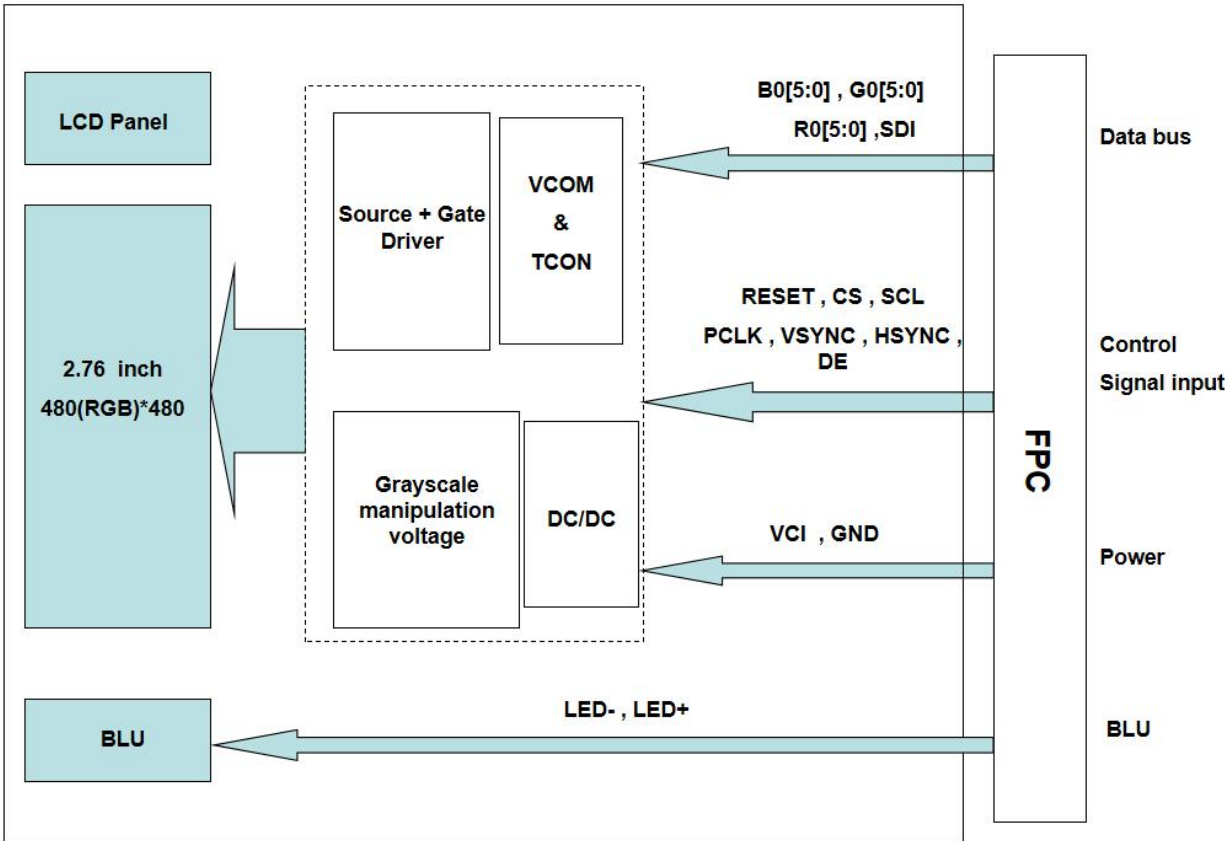 LCD Panel
2.76 inch
480(RGB)*480
BLU
Source + Gate
Driver
VCOM
&
TCON
Grayscale
manipulation
voltage
DC/DC
B0[5:0] , G0[5:0]
R0[5:0] ,SDI
RESET , CS , SCL
PCLK , VSYNC , HSYNC ,
DE
VCI , GND
LED- , LED+
FPC
Data bus
Control
Signal input
Power
BLU